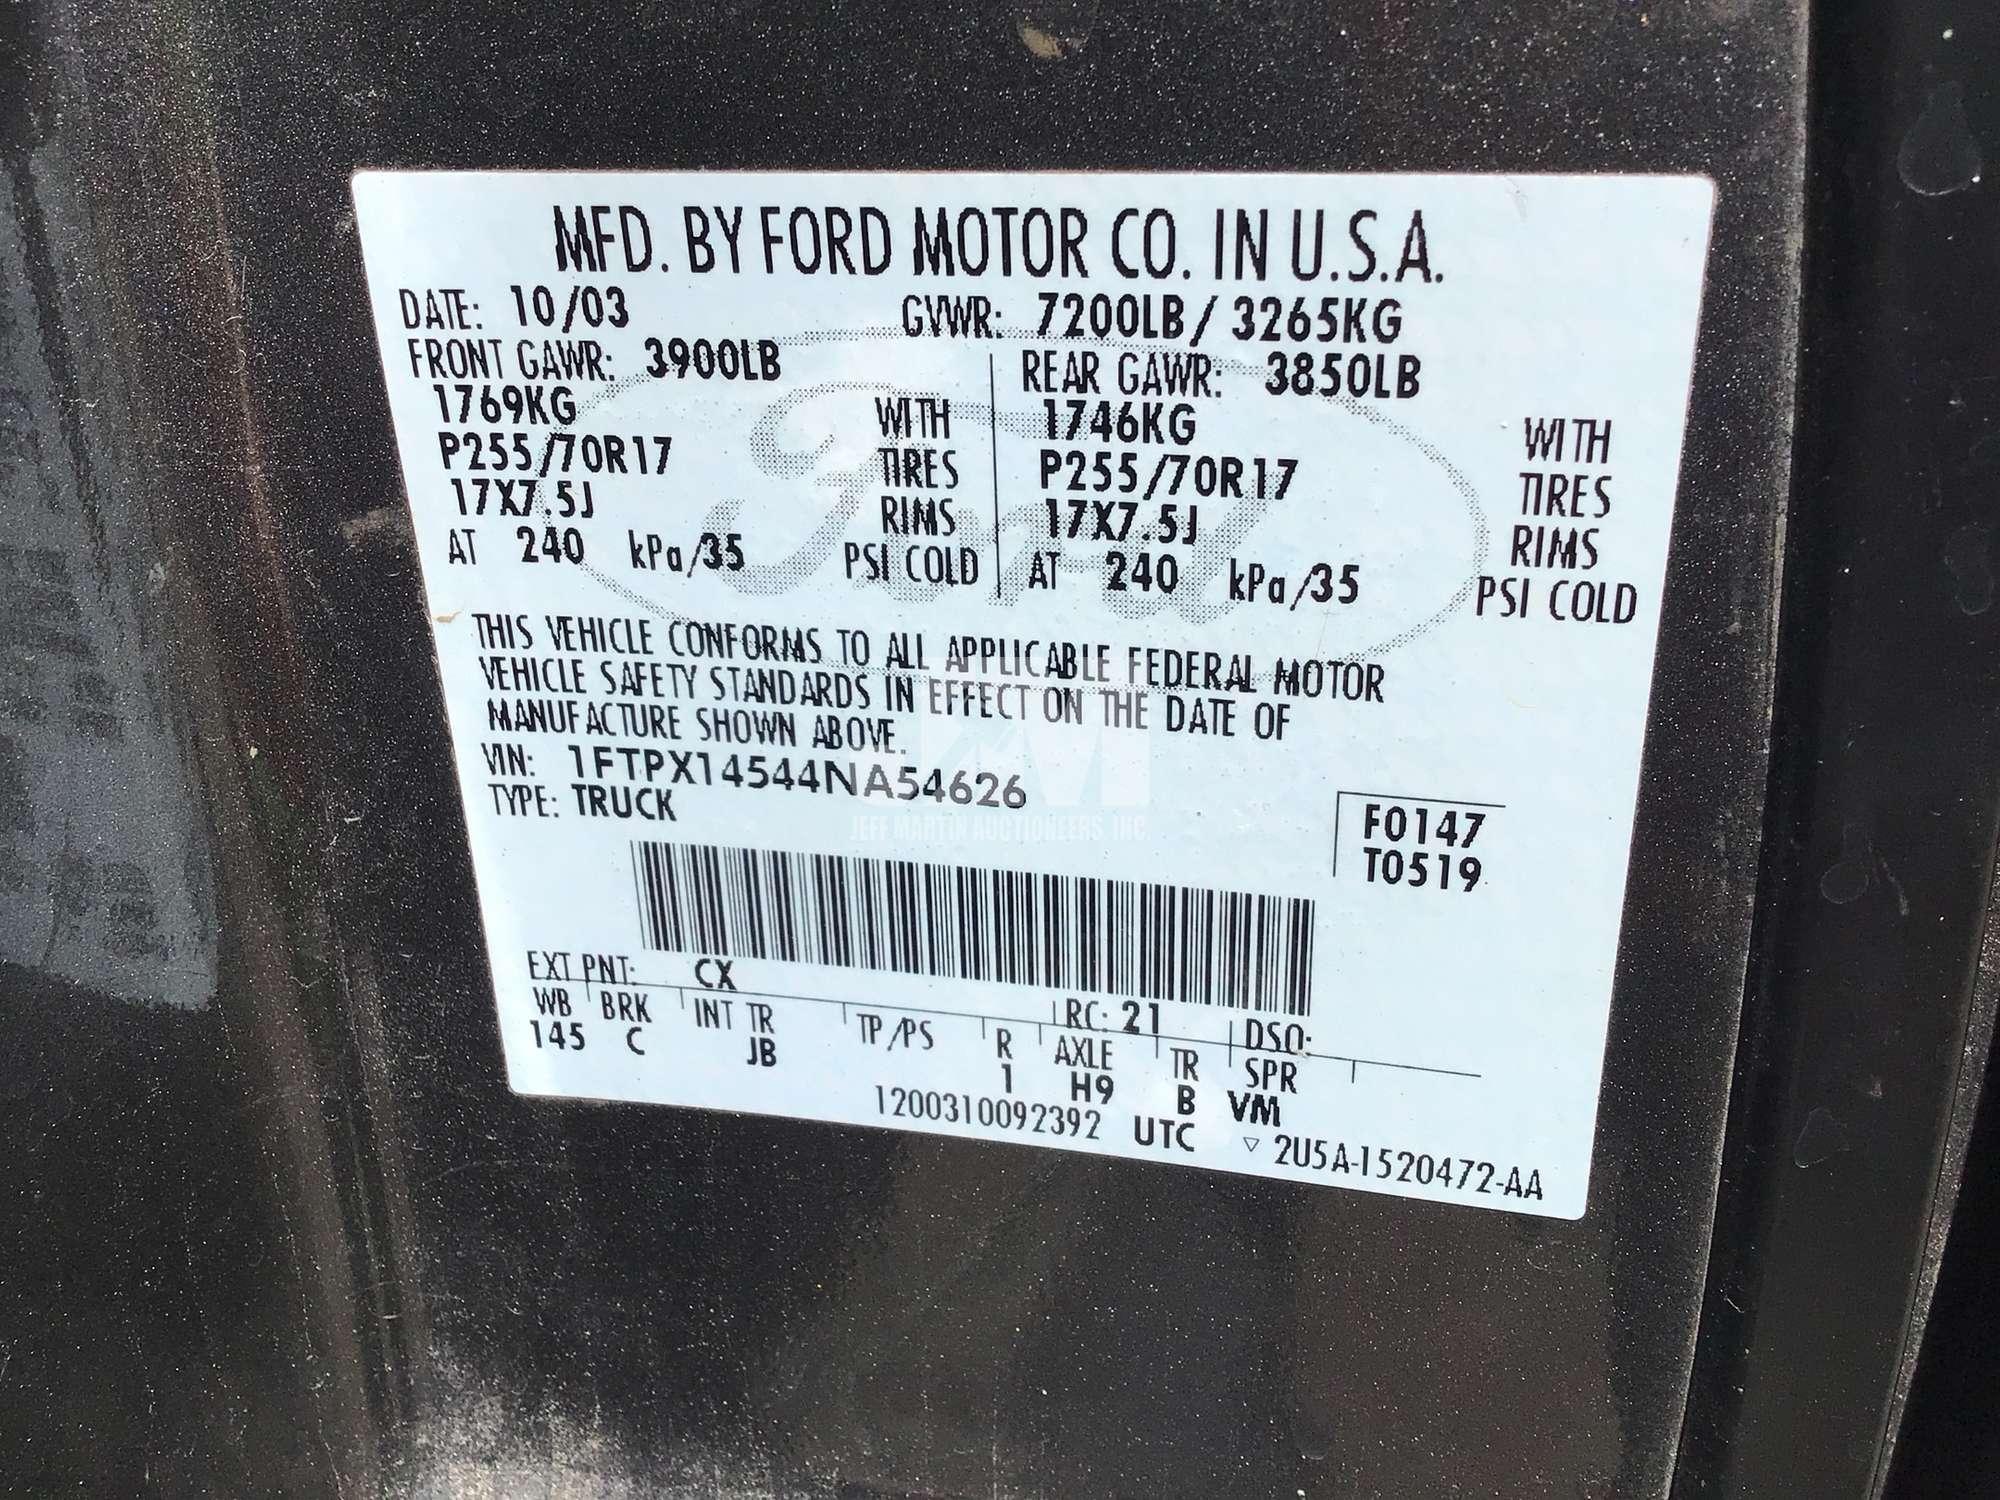 MFD. BY FORD MOTOR CO. IN U.S.A.
DATE: 10/03 GVWR: 7200LB / 3265KG
FRONT GAWR: 3900LB REAR GAWR: 3850LB
1769KG WITH 1746KG WITH
P255/70R17 TIRES P255/70R17 TIRES
17X7.5J RIMS 17X7.5J RIMS
AT 240 kPa/35 PSI COLD AT 240 kPa/35 PSI COLD
Ford
THIS VEHICLE CONFORMS TO ALL APPLICABLE FEDERAL MOTOR
VEHICLE SAFETY STANDARDS IN EFFECT ON THE DATE OF
MANUFACTURE SHOWN ABOVE.
VIN: 1FTPX14544NA54626
TYPE: TRUCK
JEFF MARTIN AUCTIONEERS, INC.
F0147
T0519
EXT PNT: CX RC: 21 DSO:
WB BRK INT TR TP/PS R AXLE TR SPR
145 C JB 1 H9 B VM
1200310092392 UTC ▽ 2U5A-1520472-AA